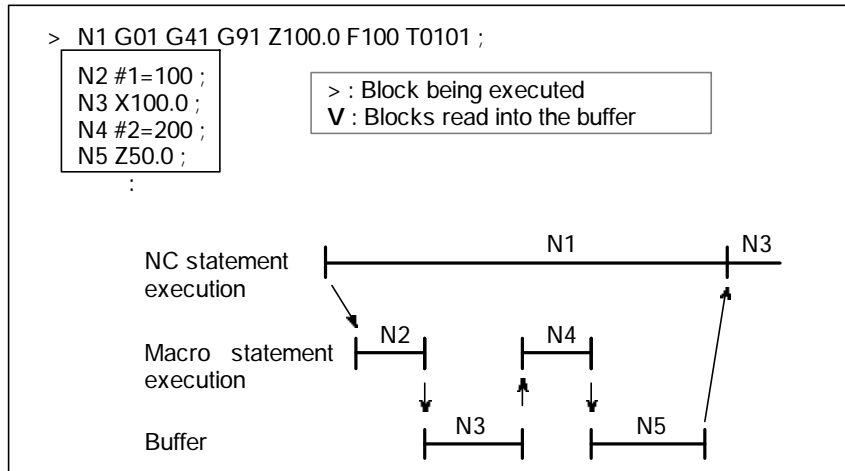 > N1 G01 G41 G91 Z100.0 F100 T0101 ;
N2 #1=100 ;
N3 X100.0 ;
N4 #2=200 ;
N5 Z50.0 ;
:
> : Block being executed
V : Blocks read into the buffer
N1 N3
NC statement
execution
N2 N4
Macro statement
execution
N3 N5
Buffer